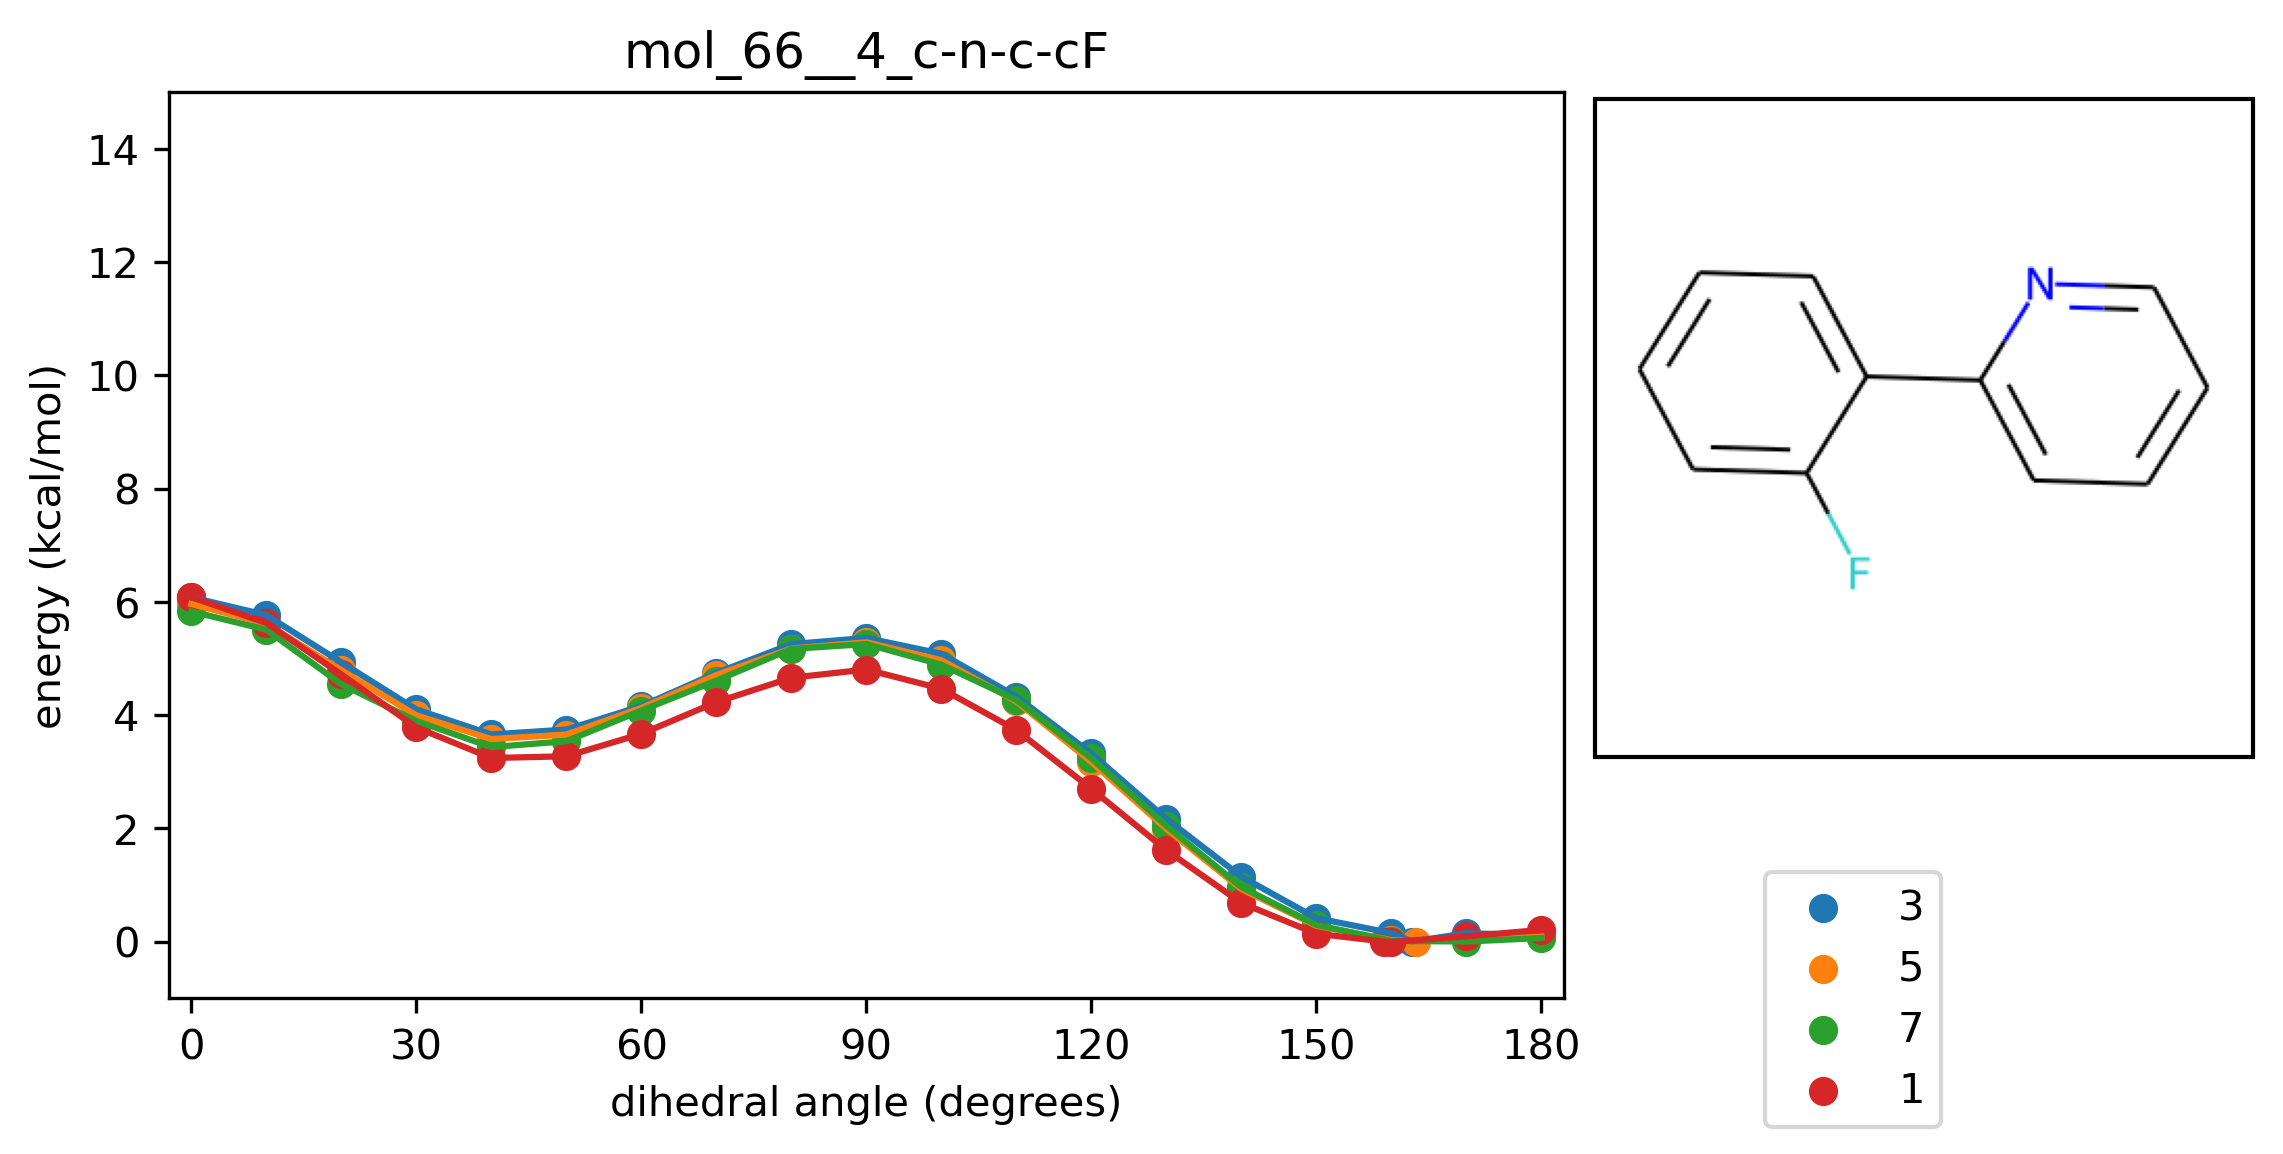 mol_66__4_c-n-c-cF
14
12
10
8
6
4
2
0
energy (kcal/mol)
0 30 60 90 120 150 180
dihedral angle (degrees)
N
F
3
5
7
1